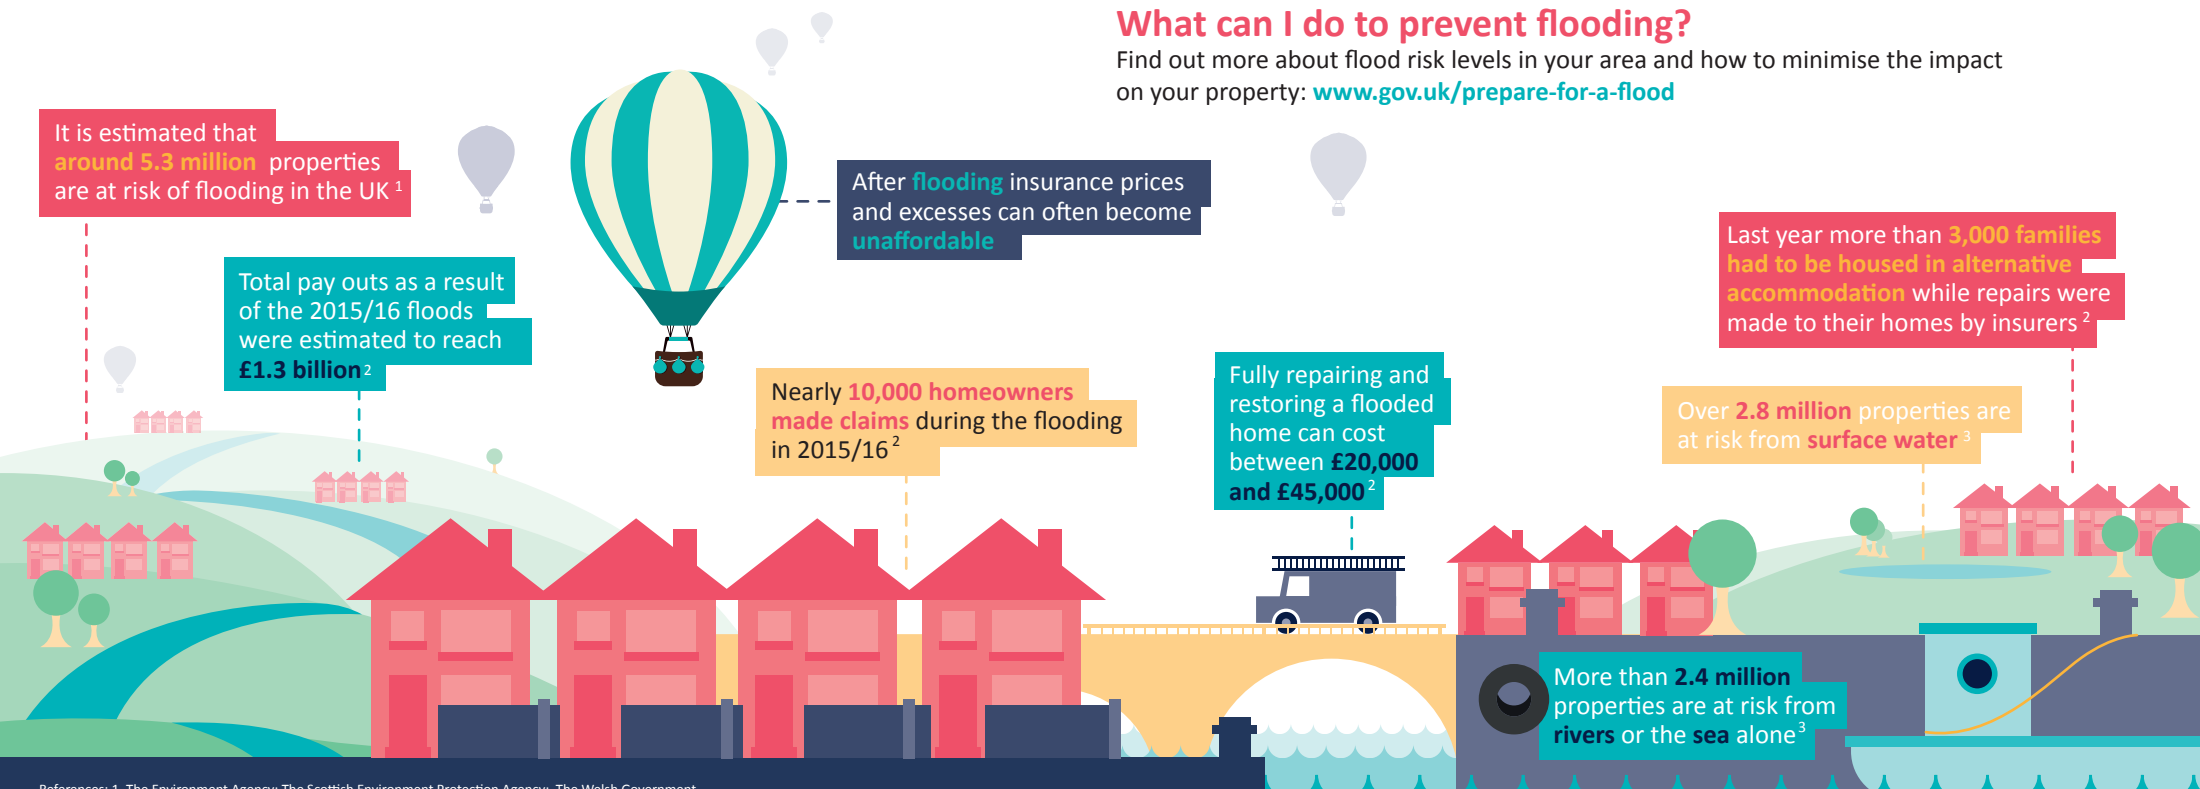 What can I do to prevent flooding?
Find out more about flood risk levels in your area and how to minimise the impact
on your property: www.gov.uk/prepare-for-a-flood
It is estimated that
around 5.3 million properties
are at risk of flooding in the UK 1
Total pay outs as a result
of the 2015/16 floods
were estimated to reach
£1.3 billion 2
After flooding insurance prices
and excesses can often become
unaffordable
Nearly 10,000 homeowners
made claims during the flooding
in 2015/16 2
Fully repairing and
restoring a flooded
home can cost
between £20,000
and £45,000 2
Last year more than 3,000 families
had to be housed in alternative
accommodation while repairs were
made to their homes by insurers 2
Over 2.8 million properties are
at risk from surface water 3
More than 2.4 million
properties are at risk from
rivers or the sea alone 3
References: 1. The Environment Agency; The Scottish Environment Protection Agency; The Welsh Government